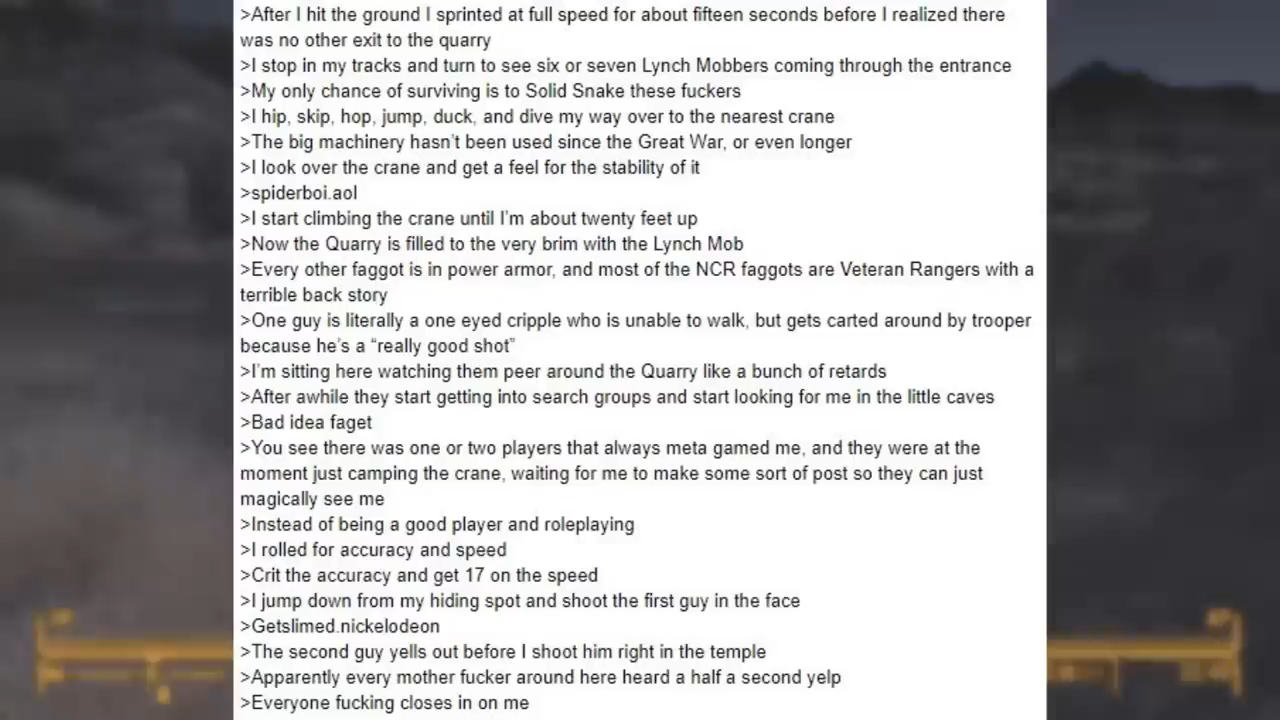 >After I hit the ground I sprinted at full speed for about fifteen seconds before I realized there
was no other exit to the quarry
>I stop in my tracks and turn to see six or seven Lynch Mobbers coming through the entrance
>My only chance of surviving is to Solid Snake these fuckers
>I hip, skip, hop, jump, duck, and dive my way over to the nearest crane
>The big machinery hasn't been used since the Great War, or even longer
>I look over the crane and get a feel for the stability of it
>spiderboi.aol
>I start climbing the crane until I'm about twenty feet up
>Now the Quarry is filled to the very brim with the Lynch Mob
>Every other faggot is in power armor, and most of the NCR faggots are Veteran Rangers with a
terrible back story
>One guy is literally a one eyed cripple who is unable to walk, but gets carted around by trooper
because he's a “really good shot”
>I'm sitting here watching them peer around the Quarry like a bunch of retards
>After awhile they start getting into search groups and start looking for me in the little caves
>Bad idea faget
>You see there was one or two players that always meta gamed me, and they were at the
moment just camping the crane, waiting for me to make some sort of post so they can just
magically see me
>Instead of being a good player and roleplaying
>I rolled for accuracy and speed
>Crit the accuracy and get 17 on the speed
>I jump down from my hiding spot and shoot the first guy in the face
>Getslimed.nickelodeon
>The second guy yells out before I shoot him right in the temple
>Apparently every mother fucker around here heard a half a second yelp
>Everyone fucking closes in on me